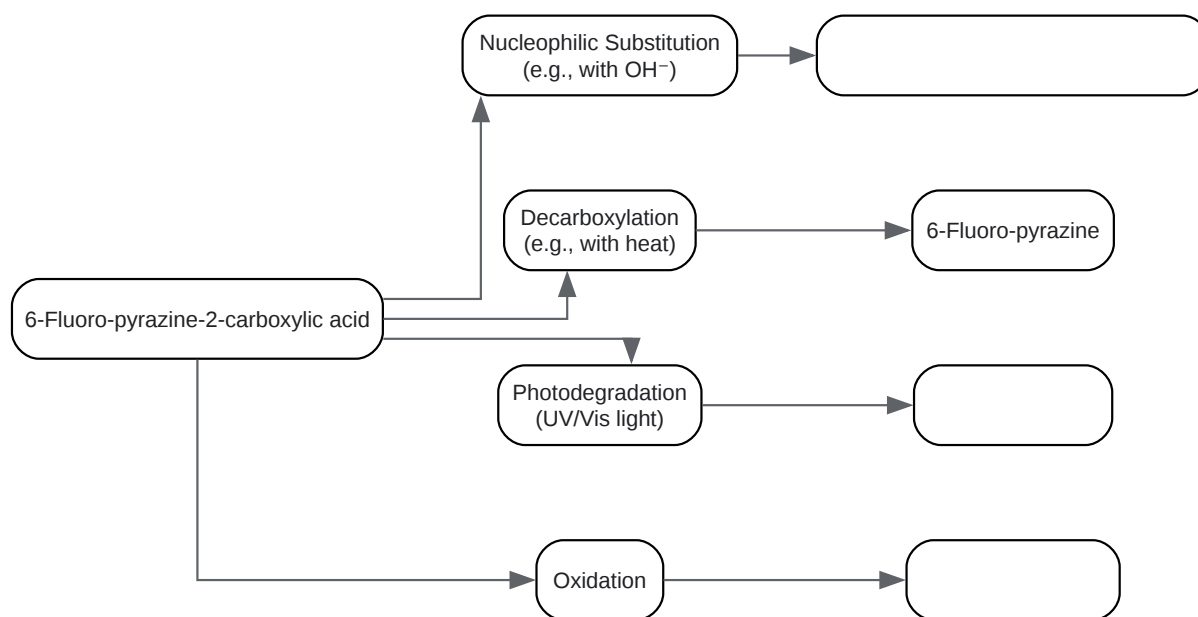 Nucleophilic Substitution
(e.g., with OH⁻)
Decarboxylation
(e.g., with heat)
6-Fluoro-pyrazine
6-Fluoro-pyrazine-2-carboxylic acid
Photodegradation
(UV/Vis light)
Oxidation